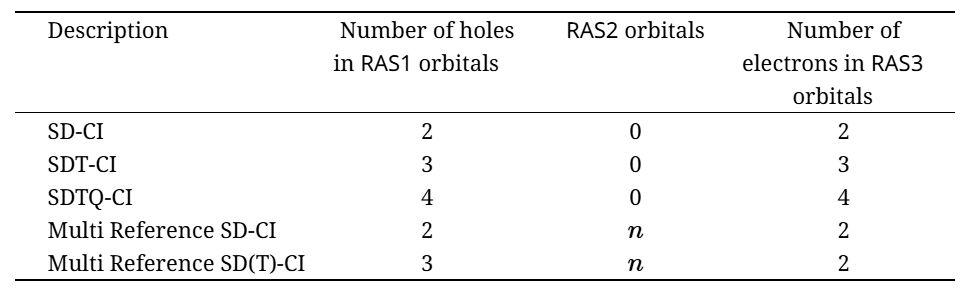 Description Number of holes RAS2 orbitals Number of
in RAS1 orbitals electrons in RAS3
orbitals
SD-CI 2 0 2
SDT-CI 3 0 3
SDTQ-CI 4 0 4
Multi Reference SD-CI 2 n 2
Multi Reference SD(T)-CI 3 n 2